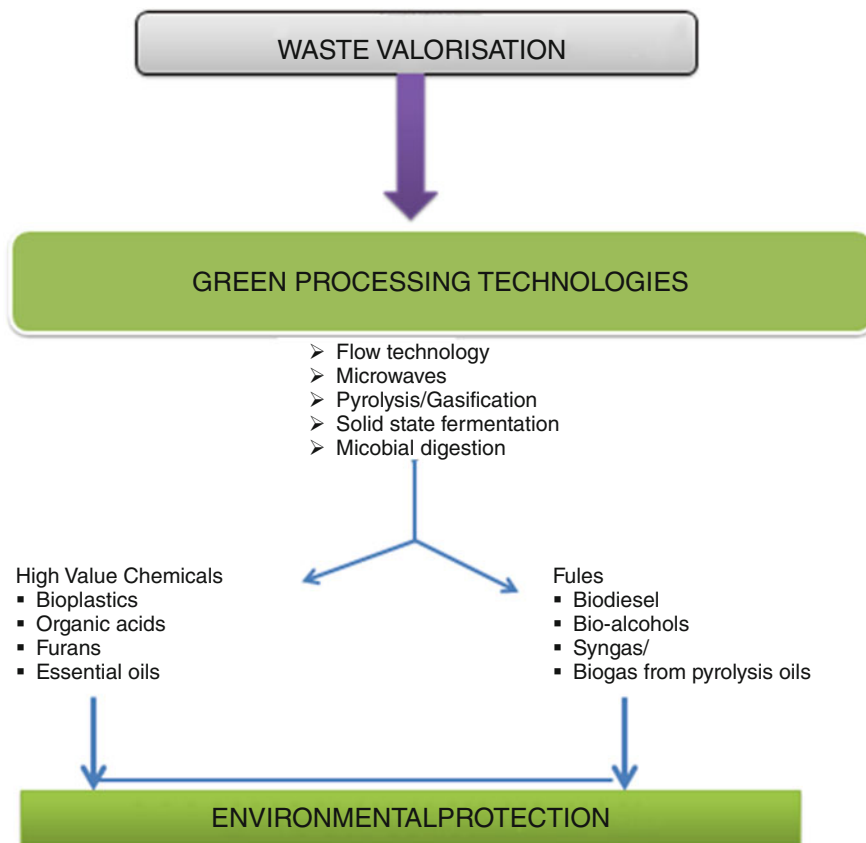 WASTE VALORISATION
GREEN PROCESSING TECHNOLOGIES
➢ Flow technology
➢ Microwaves
➢ Pyrolysis/Gasification
➢ Solid state fermentation
➢ Micobial digestion
High Value Chemicals
▪ Bioplastics
▪ Organic acids
▪ Furans
▪ Essential oils
Fules
▪ Biodiesel
▪ Bio-alcohols
▪ Syngas/
▪ Biogas from pyrolysis oils
ENVIRONMENTALPROTECTION